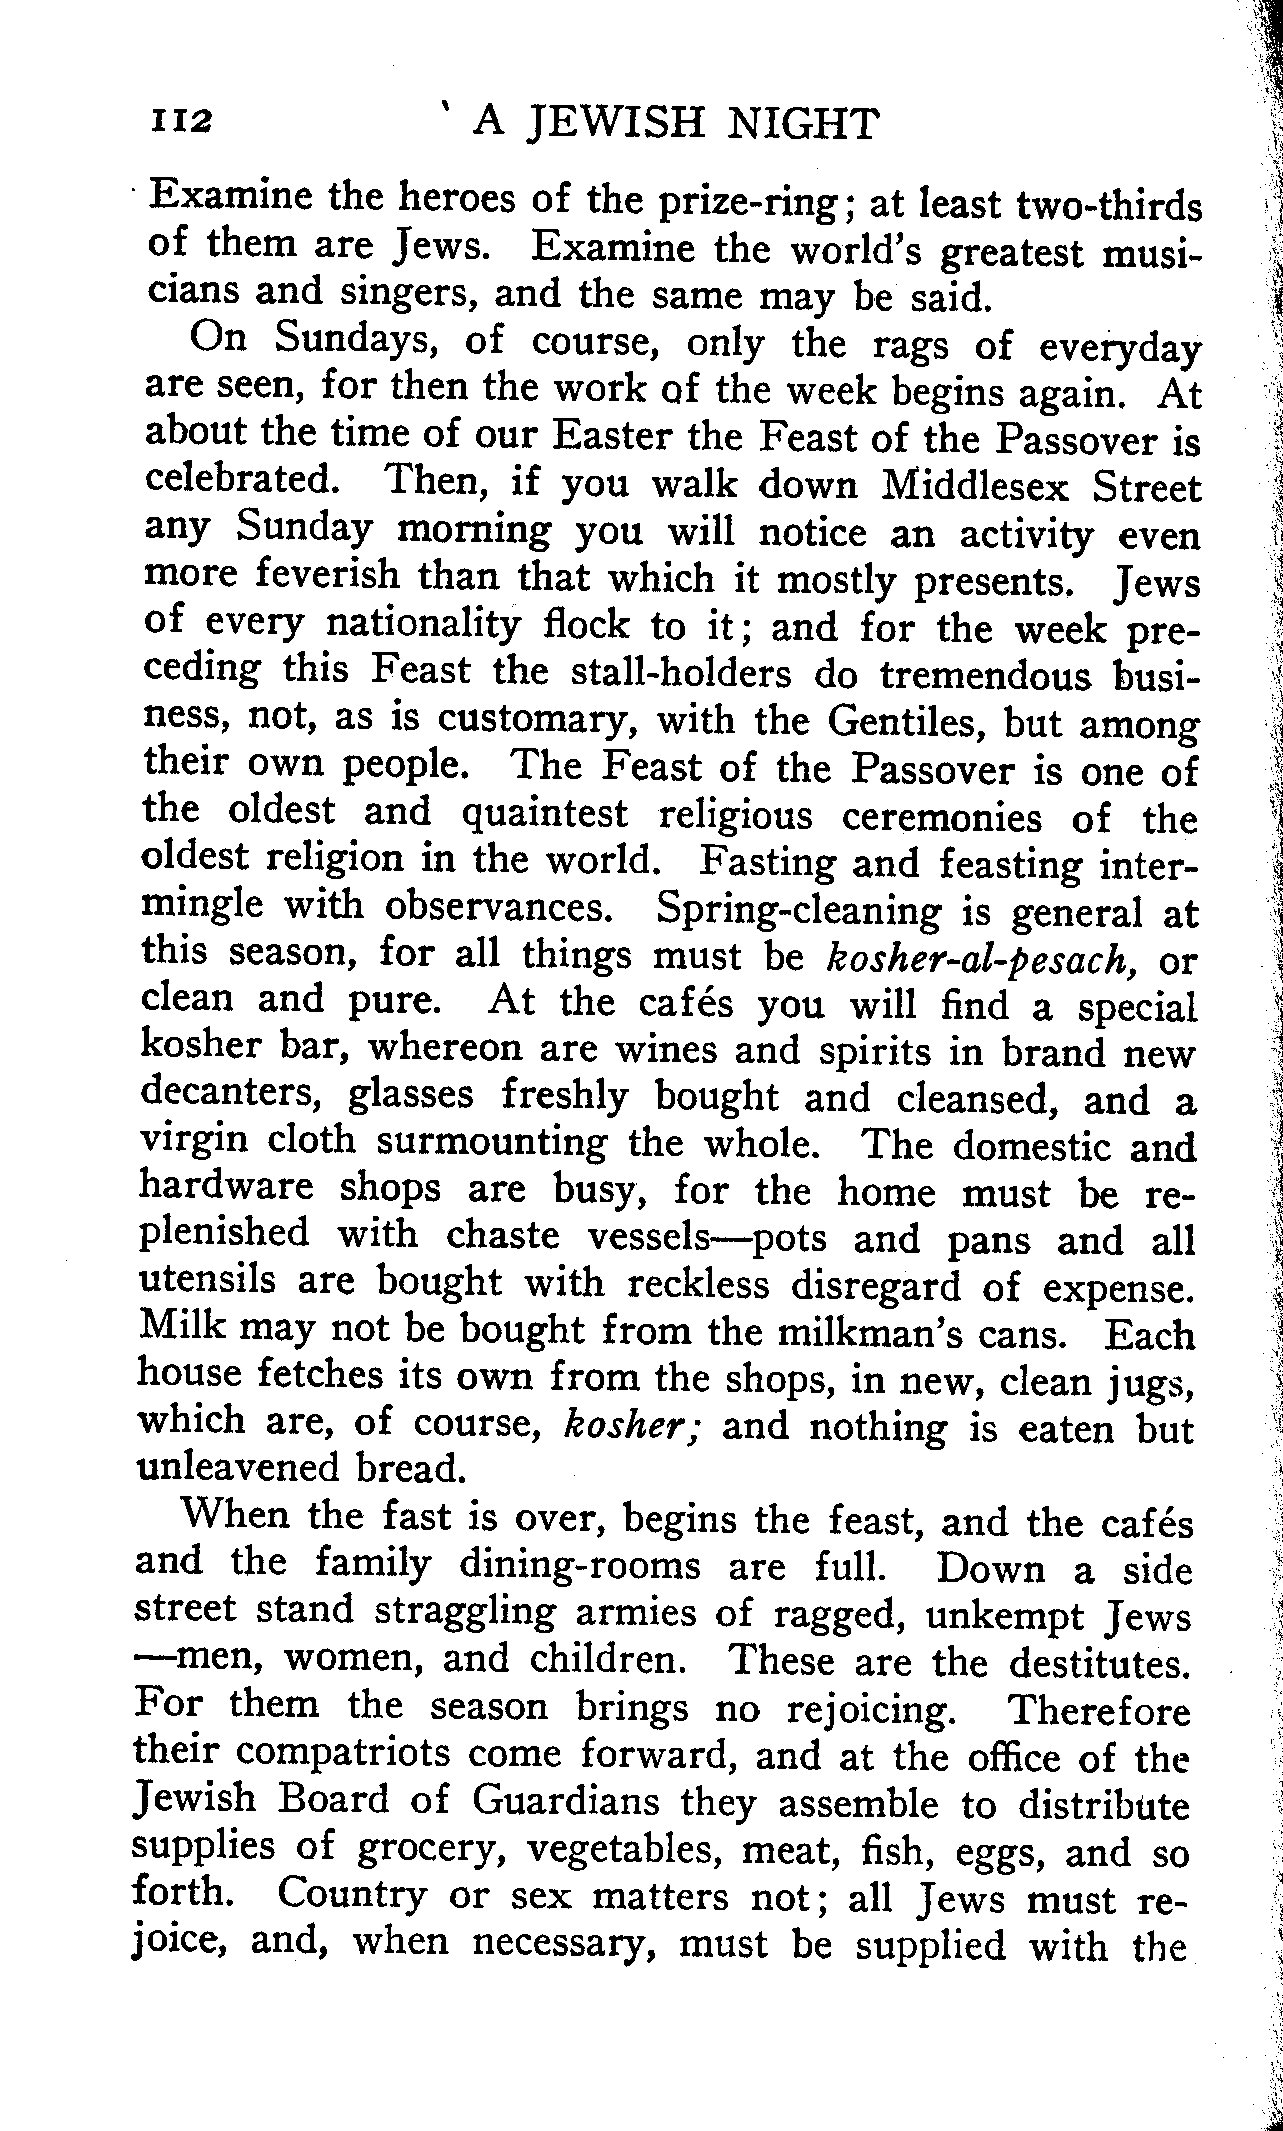 112 A JEWISH NIGHT
Examine the heroes of the prize-ring; at least two-thirds
of them are Jews. Examine the world's greatest musi-
cians and singers, and the same may be said.
On Sundays, of course, only the rags of everyday
are seen, for then the work of the week begins again. At
about the time of our Easter the Feast of the Passover is
celebrated. Then, if you walk down Middlesex Street
any Sunday morning you will notice an activity even
more feverish than that which it mostly presents. Jews
of every nationality flock to it; and for the week pre-
ceding this Feast the stall-holders do tremendous busi-
ness, not, as is customary, with the Gentiles, but among
their own people. The Feast of the Passover is one of
the oldest and quaintest religious ceremonies of the
oldest religion in the world. Fasting and feasting inter-
mingle with observances. Spring-cleaning is general at
this season, for all things must be kosher-al-pesach, or
clean and pure. At the cafés you will find a special
kosher bar, whereon are wines and spirits in brand new
decanters, glasses freshly bought and cleansed, and a
virgin cloth surmounting the whole. The domestic and
hardware shops are busy, for the home must be re-
plenished with chaste vessels—pots and pans and all
utensils are bought with reckless disregard of expense.
Milk may not be bought from the milkman's cans. Each
house fetches its own from the shops, in new, clean jugs,
which are, of course, kosher; and nothing is eaten but
unleavened bread.
When the fast is over, begins the feast, and the cafés
and the family dining-rooms are full. Down a side
street stand straggling armies of ragged, unkempt Jews
—men, women, and children. These are the destitutes.
For them the season brings no rejoicing. Therefore
their compatriots come forward, and at the office of the
Jewish Board of Guardians they assemble to distribute
supplies of grocery, vegetables, meat, fish, eggs, and so
forth. Country or sex matters not; all Jews must re-
joice, and, when necessary, must be supplied with the